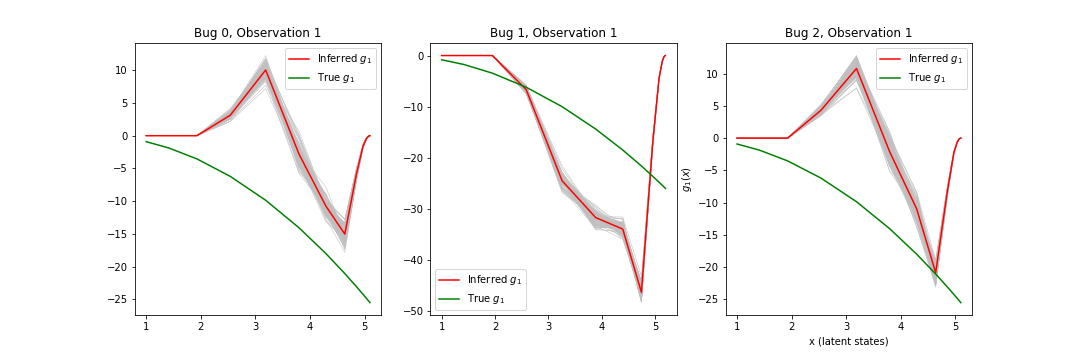 Bug 0, Observation 1
Inferred g₁
True g₁
10
5
0
−5
−10
−15
−20
−25
1 2 3 4 5
Bug 1, Observation 1
Inferred g₁
True g₁
0
−10
−20
−30
−40
−50
1 2 3 4 5
Bug 2, Observation 1
Inferred g₁
True g₁
g₁(x)
10
5
0
−5
−10
−15
−20
−25
1 2 3 4 5
x (latent states)